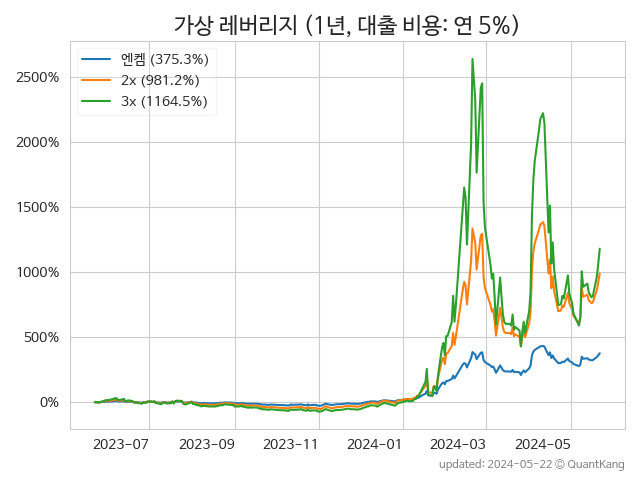 가상 레버리지 (1년, 대출 비용: 연 5%)
엔켐 (375.3%)
2x (981.2%)
3x (1164.5%)
2500%
2000%
1500%
1000%
500%
0%
2023-07
2023-09
2023-11
2024-01
2024-03
2024-05
updated: 2024-05-22 © QuantKang